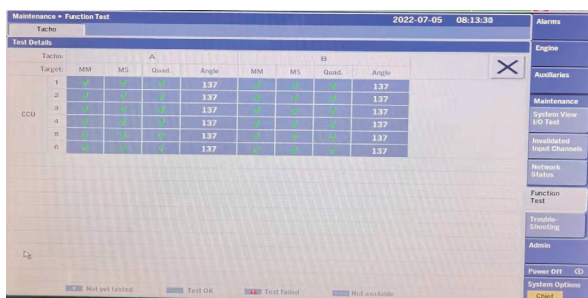 Maintenance ▸ Function Test
2022-07-05 08:13:30
Tacho
Test Details
Tacho: A B
Target: MM MS Quad. Angle MM MS Quad. Angle
1 137 137
2 137 137
3 137 137
CCU 4 137 137
5 137 137
6 137 137
Not yet tested Test OK Test failed Not available
Alarms
Engine
Auxiliaries
Maintenance
System View
I/O Test
Invalidated
Input Channels
Network
Status
Function
Test
Trouble-
Shooting
Admin
Power Off
System Options
Chief